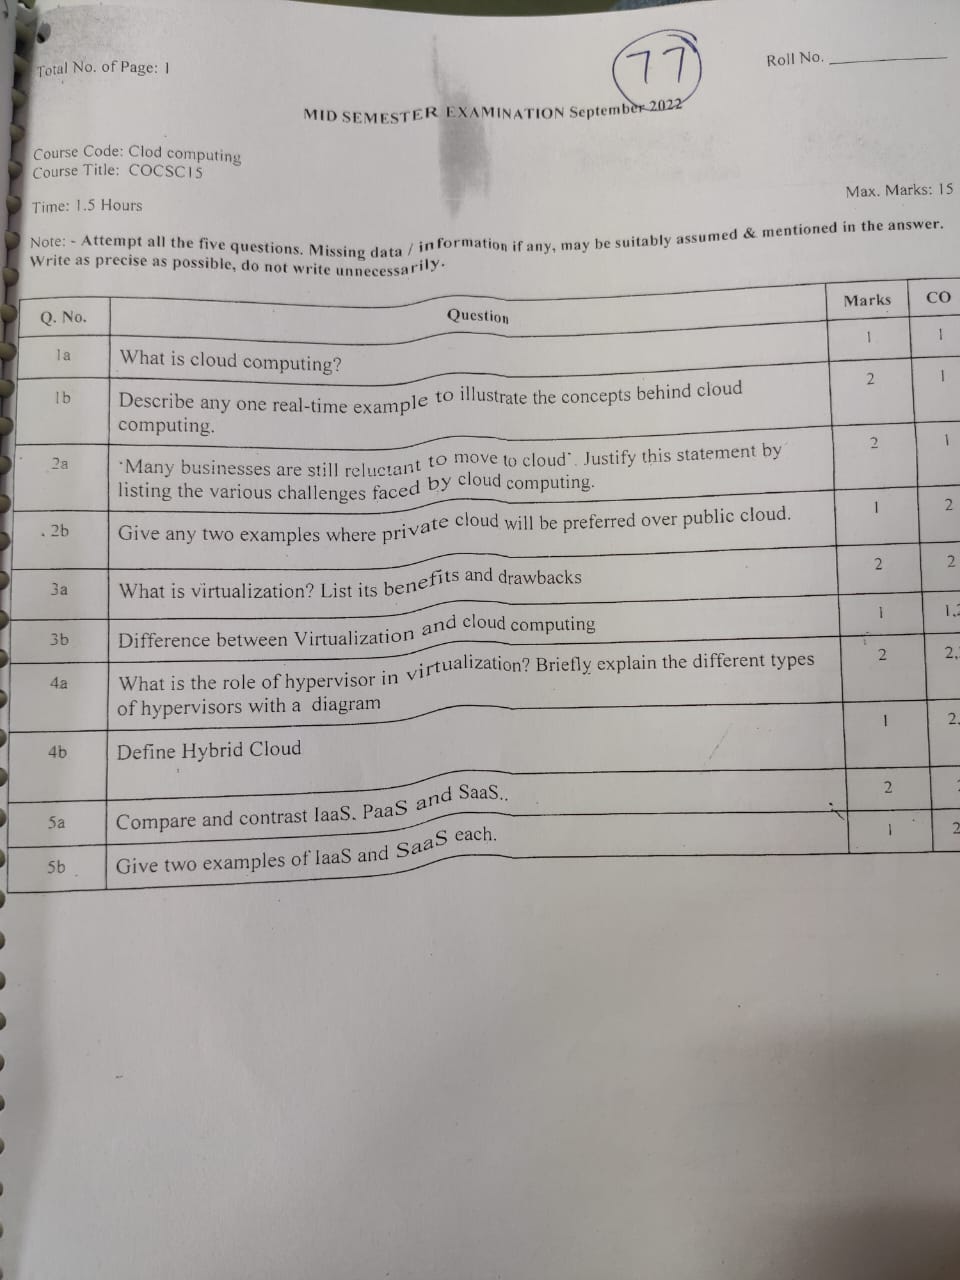 Total No. of Page: 1
77
Roll No.
MID SEMESTER EXAMINATION September 2022
Course Code: Clod computing
Course Title: COCSC15
Time: 1.5 Hours
Max. Marks: 15
Note: - Attempt all the five questions. Missing data / information if any, may be suitably assumed & mentioned in the answer.
Write as precise as possible, do not write unnecessarily.
Q. No. Question Marks CO
1a What is cloud computing? 1 1
1b Describe any one real-time example to illustrate the concepts behind cloud 2 1
computing.
2a 'Many businesses are still reluctant to move to cloud'. Justify this statement by 2 1
listing the various challenges faced by cloud computing.
2b Give any two examples where private cloud will be preferred over public cloud. 1 2
3a What is virtualization? List its benefits and drawbacks 2 2
3b Difference between Virtualization and cloud computing 1 1,2
4a What is the role of hypervisor in virtualization? Briefly explain the different types 2 2,
of hypervisors with a diagram
4b Define Hybrid Cloud 1 2
5a Compare and contrast IaaS. PaaS and SaaS.. 2
5b Give two examples of IaaS and SaaS each. 1 2